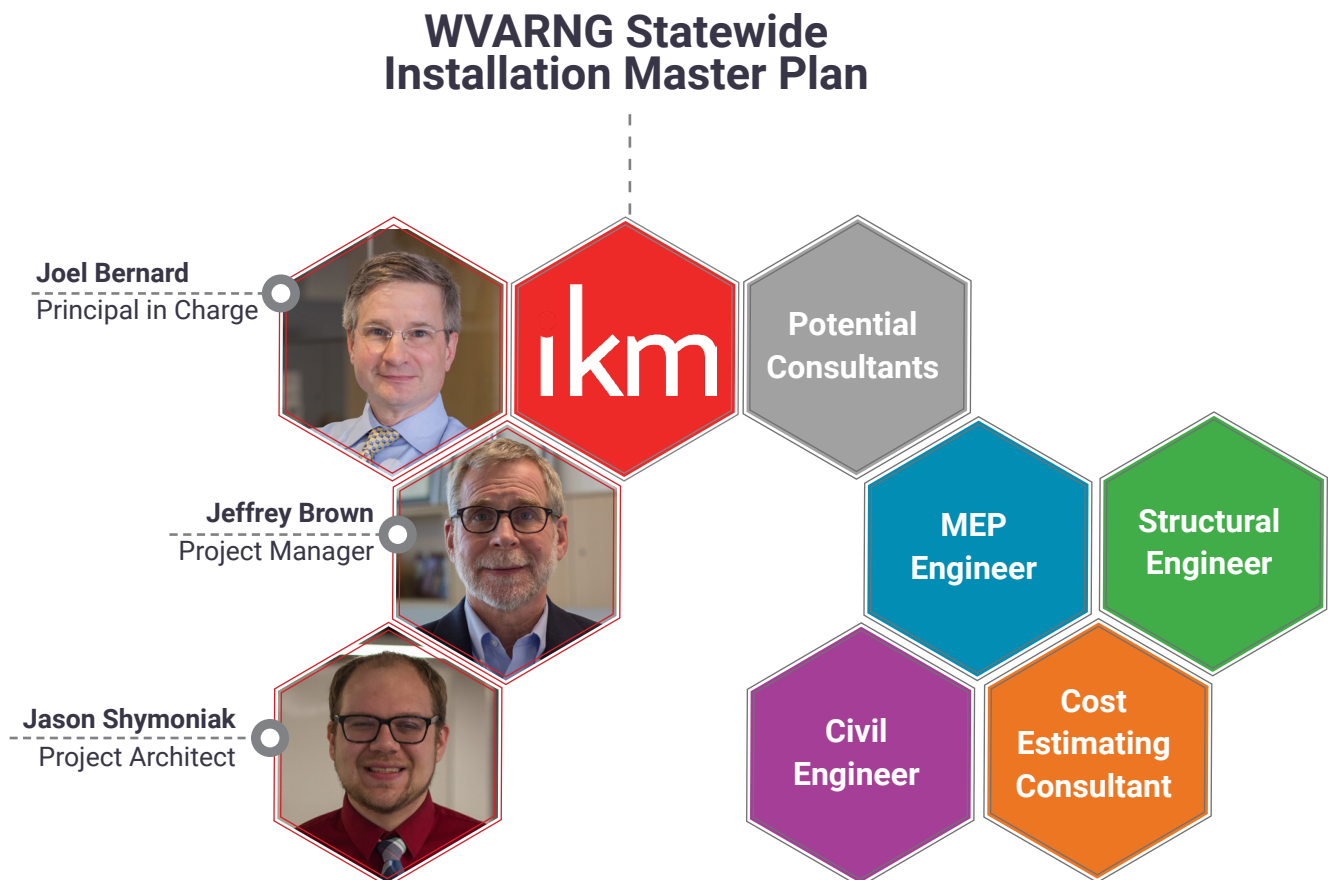 WVARNG Statewide
Installation Master Plan
Joel Bernard
Principal in Charge
ikm
Potential
Consultants
Jeffrey Brown
Project Manager
MEP
Engineer
Structural
Engineer
Jason Shymoniak
Project Architect
Civil
Engineer
Cost
Estimating
Consultant